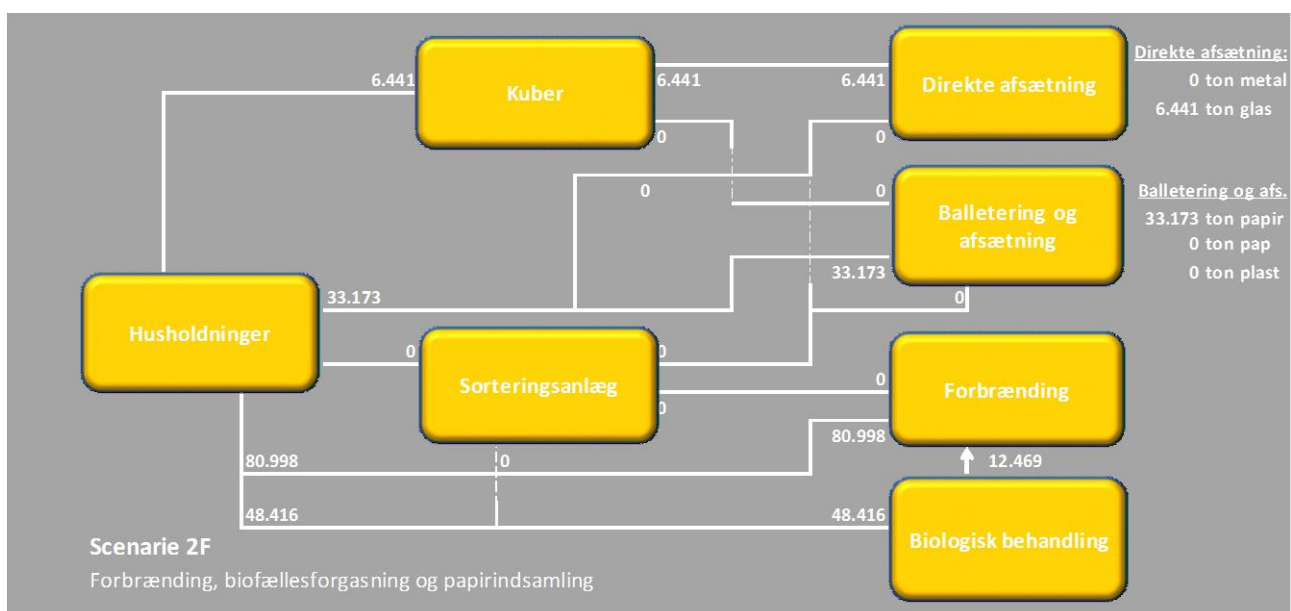 Direkte afsætning:
6.441
Kuber
6.441
6.441
Direkte afsætning
0 ton metal
6.441 ton glas
0
0
0
0
Balletering og afs.
Balletering og
afsætning
33.173 ton papir
0 ton pap
0 ton plast
33.173
33.173
0
Husholdninger
0
0
Sorteringsanlæg
0
0
Forbrænding
80.998
80.998
0
12.469
48.416
48.416
Biologisk behandling
Scenarie 2F
Forbrænding, biofællesforgasning og papirindsamling